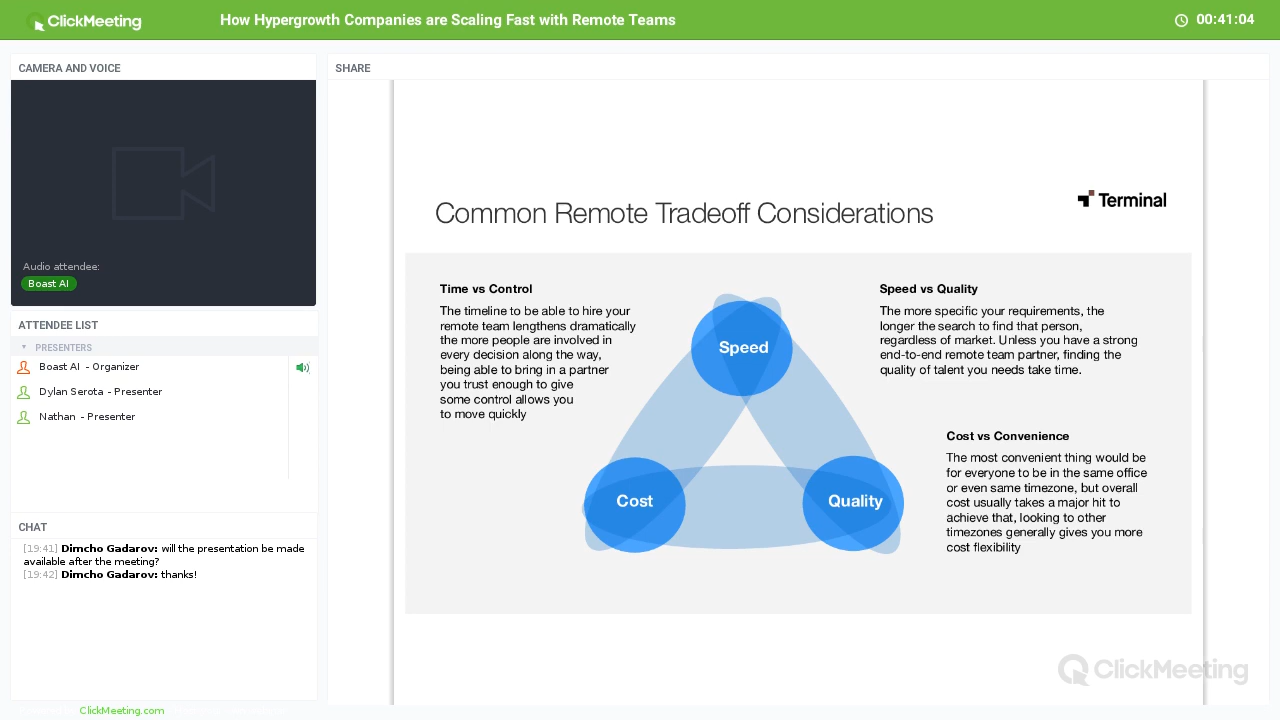 ClickMeeting
How Hypergrowth Companies are Scaling Fast with Remote Teams
00:41:04
CAMERA AND VOICE
Audio attendee:
Boast AI
ATTENDEE LIST
PRESENTERS
Boast AI - Organizer
Dylan Serota - Presenter
Nathan - Presenter
CHAT
[19:41] Dimcho Gadarov: will the presentation be made
available after the meeting?
[19:42] Dimcho Gadarov: thanks!
ClickMeeting.com
SHARE
Common Remote Tradeoff Considerations
Terminal
Time vs Control
The timeline to be able to hire your
remote team lengthens dramatically
the more people are involved in
every decision along the way,
being able to bring in a partner
you trust enough to give
some control allows you
to move quickly
Speed
Cost
Quality
Speed vs Quality
The more specific your requirements, the
longer the search to find that person,
regardless of market. Unless you have a strong
end-to-end remote team partner, finding the
quality of talent you needs take time.
Cost vs Convenience
The most convenient thing would be
for everyone to be in the same office
or even same timezone, but overall
cost usually takes a major hit to
achieve that, looking to other
timezones generally gives you more
cost flexibility
ClickMeeting